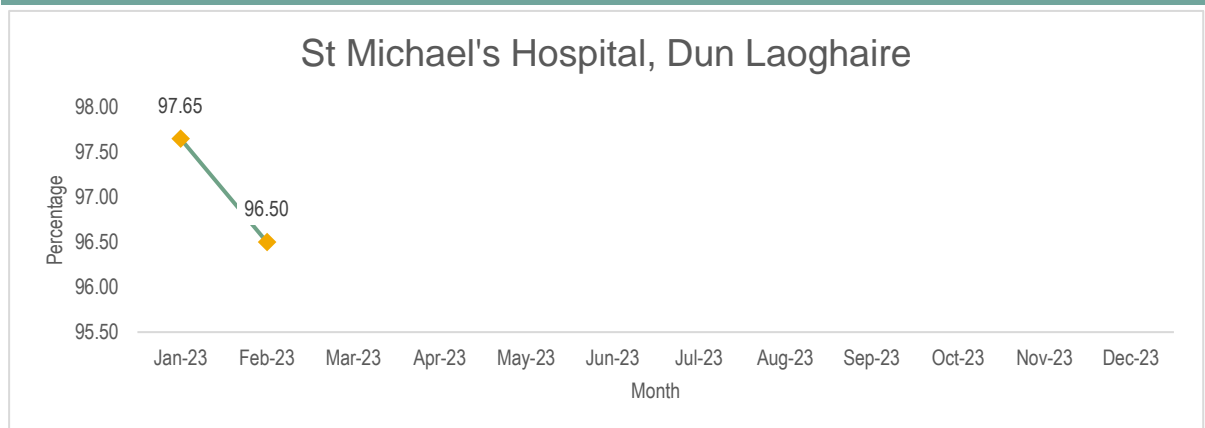 St Michael's Hospital, Dun Laoghaire
98.00
97.50
97.00
96.50
96.00
95.50
97.65
96.50
Percentage
Jan-23 Feb-23 Mar-23 Apr-23 May-23 Jun-23 Jul-23 Aug-23 Sep-23 Oct-23 Nov-23 Dec-23
Month